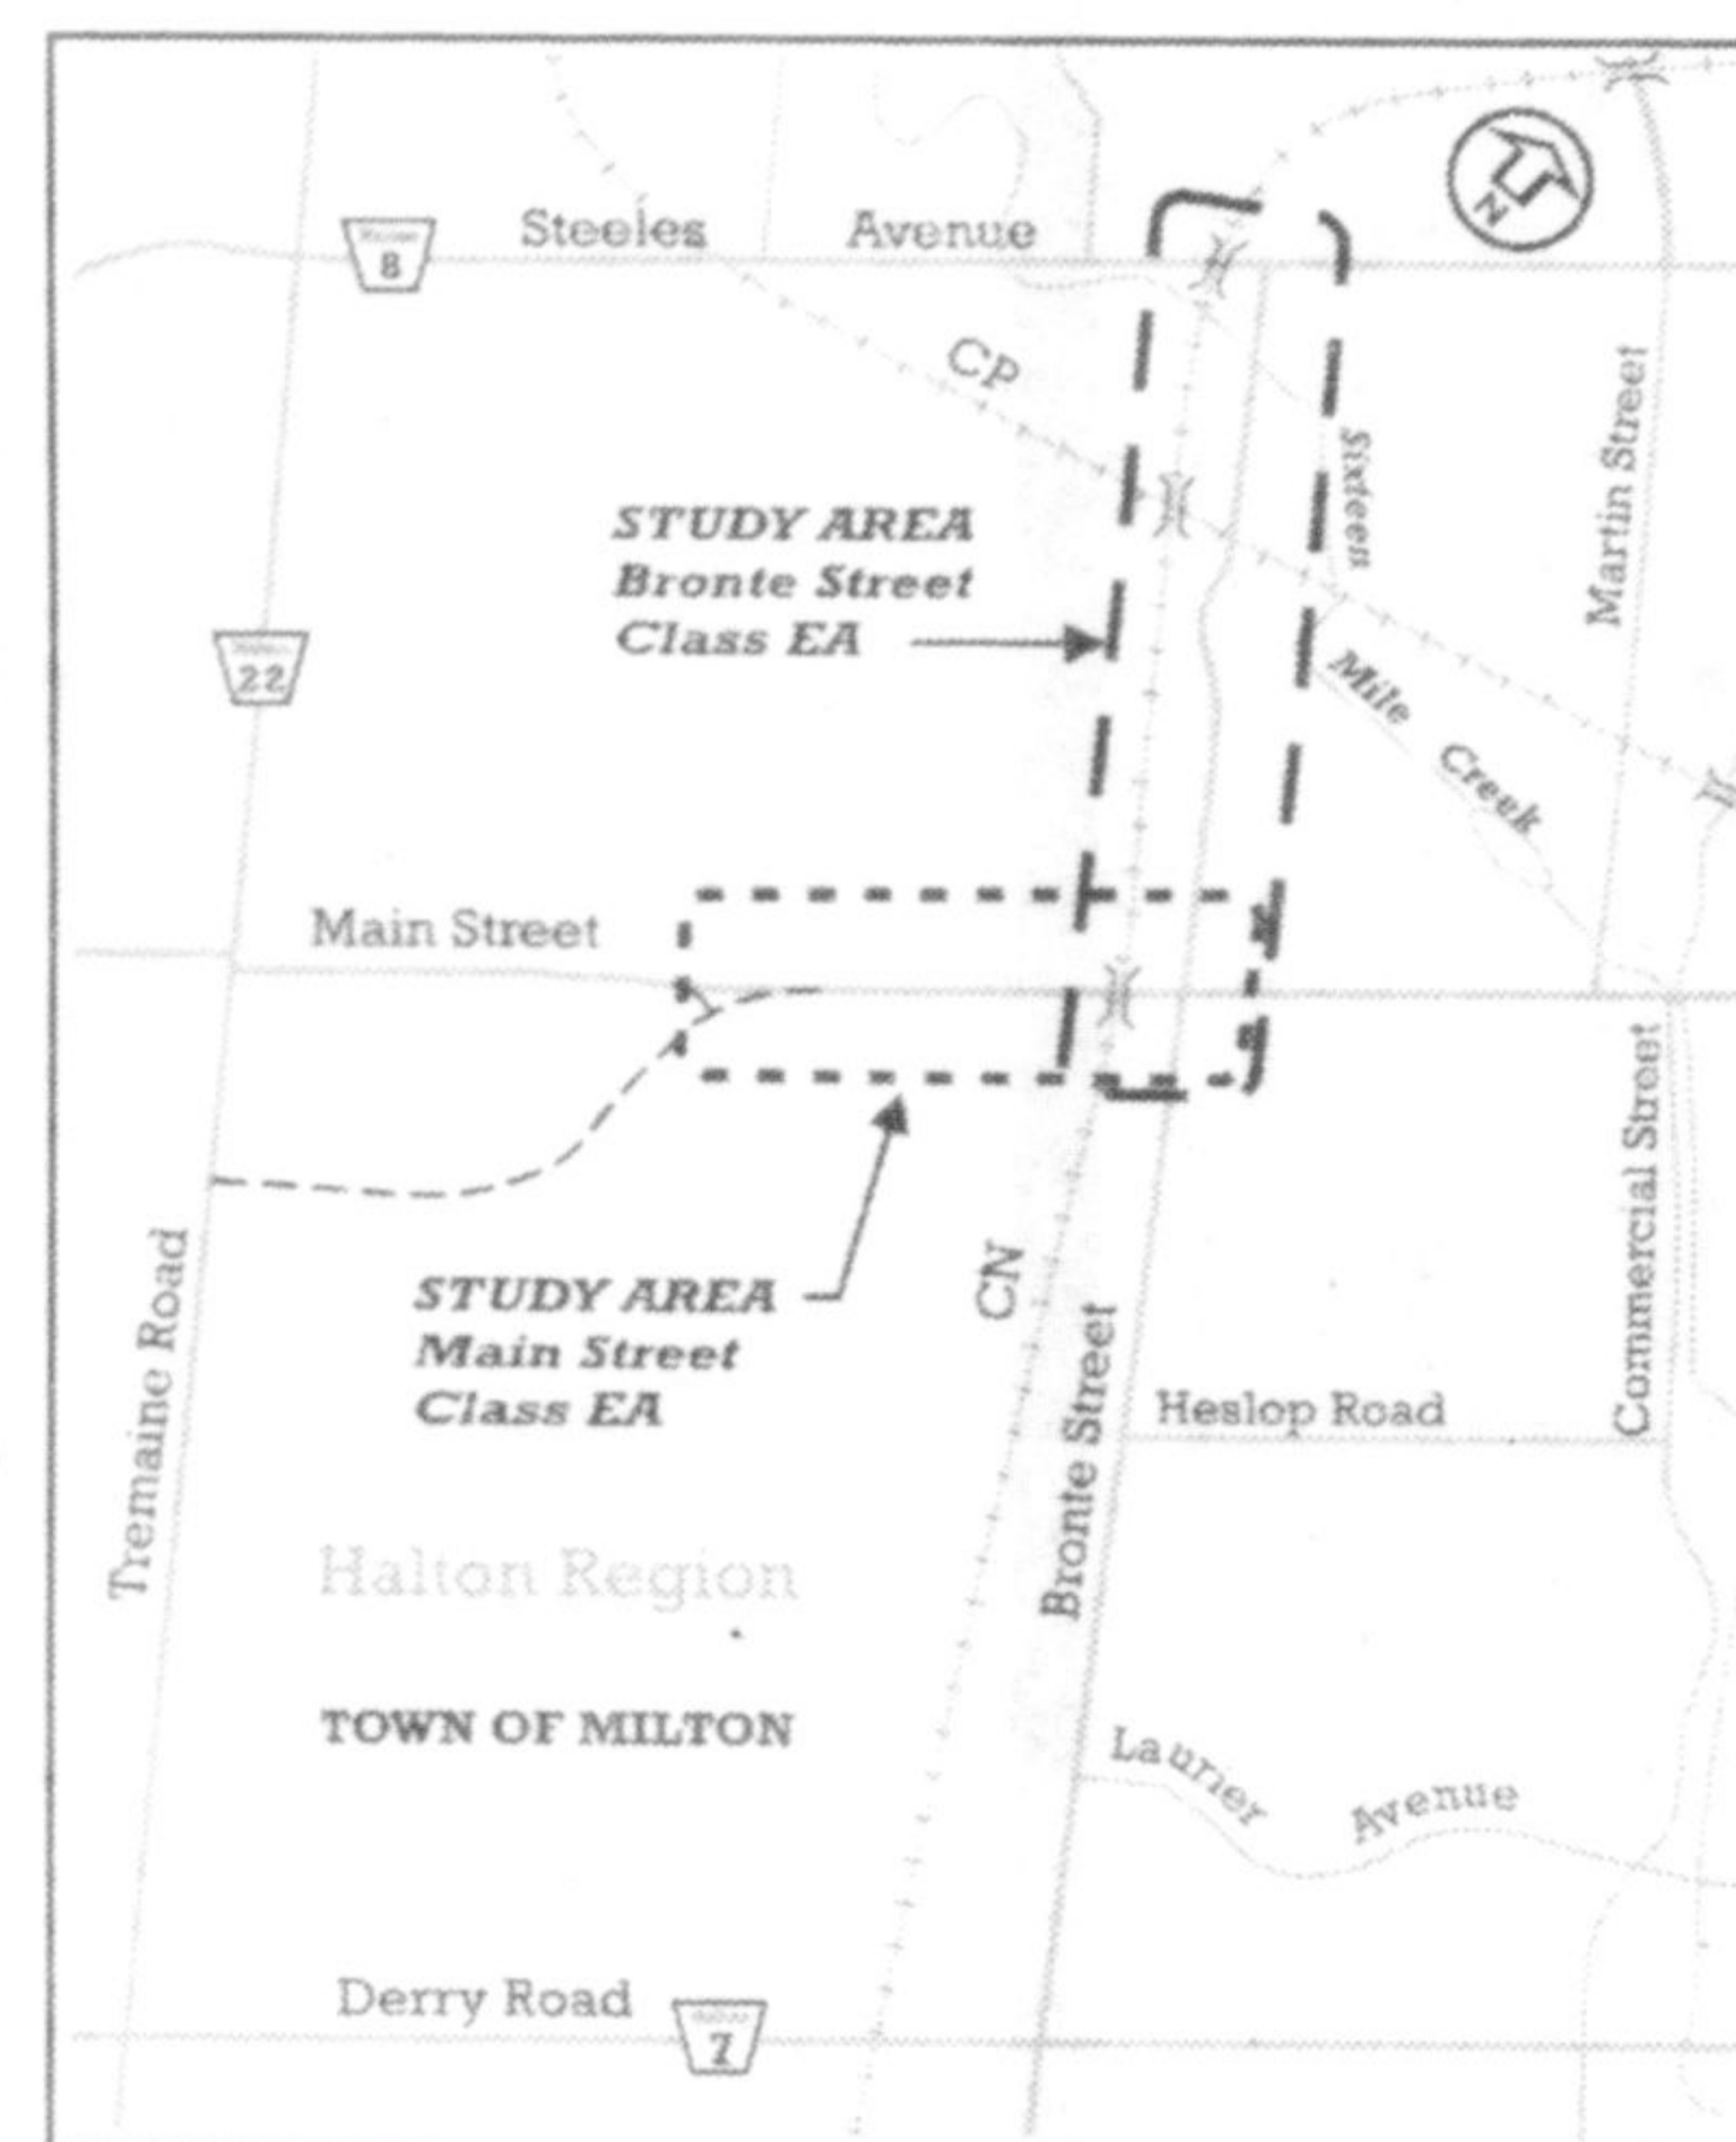 N
Steeles Avenue
8
CP
Martin Street
Sixteen
STUDY AREA
Bronte Street
Class EA
22
Mile Creek
Main Street
Commercial Street
CN
Tremaine Road
STUDY AREA
Main Street
Class EA
Bronte Street
Heslop Road
Halton Region
TOWN OF MILTON
Laurier Avenue
Derry Road
7